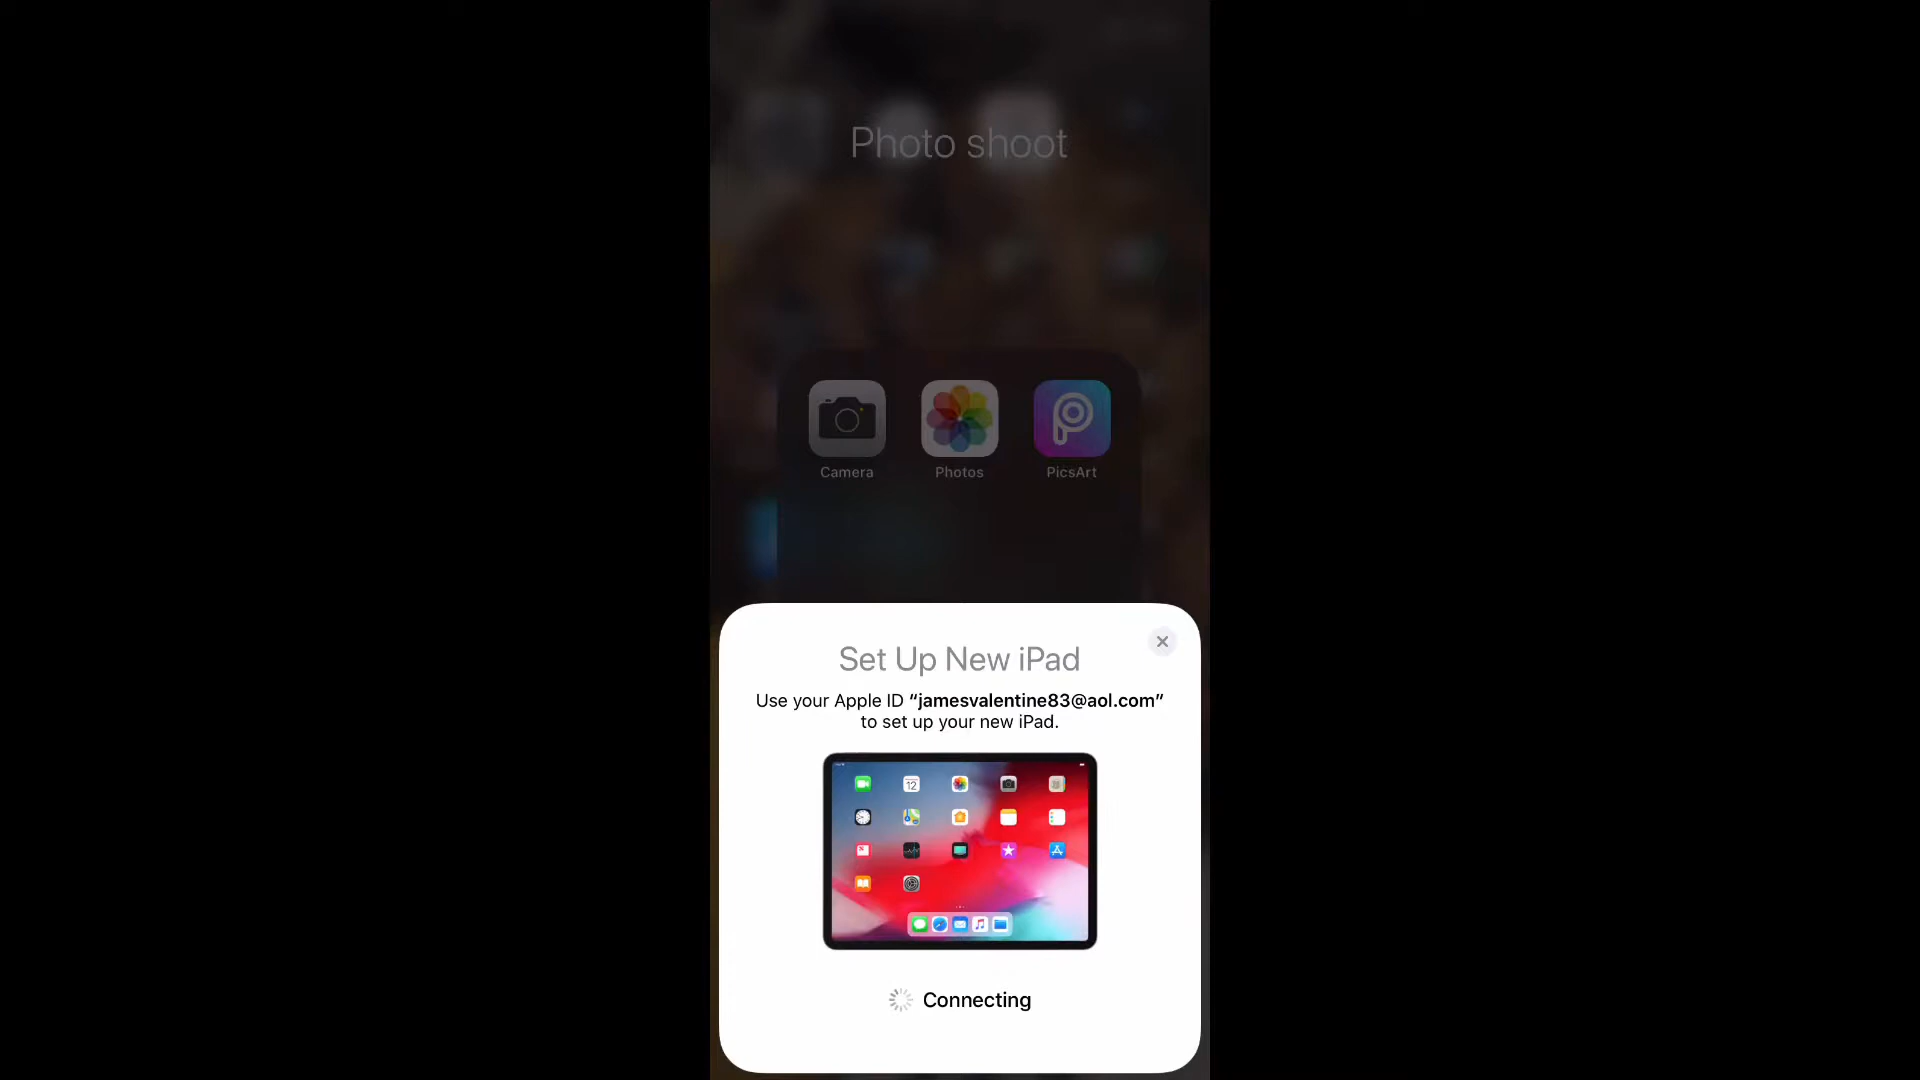 Photo shoot
Camera
Photos
PicsArt
Set Up New iPad
Use your Apple ID “jamesvalentine83@aol.com”
to set up your new iPad.
12
Connecting